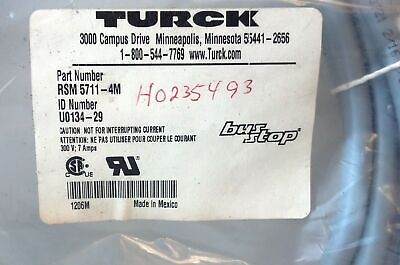 TURCK
3000 Campus Drive Minneapolis, Minnesota 55441-2656
1-800-544-7769 www.Turck.com
Part Number
RSM 5711-4M
ID Number
U0134-29
H0235493
CAUTION: NOT FOR INTERRUPTING CURRENT
ATTENTION: NE PAS UTILISER POUR COUPER LE COURANT
300 V; 7 Amps
bus stop
1206M
Made in Mexico